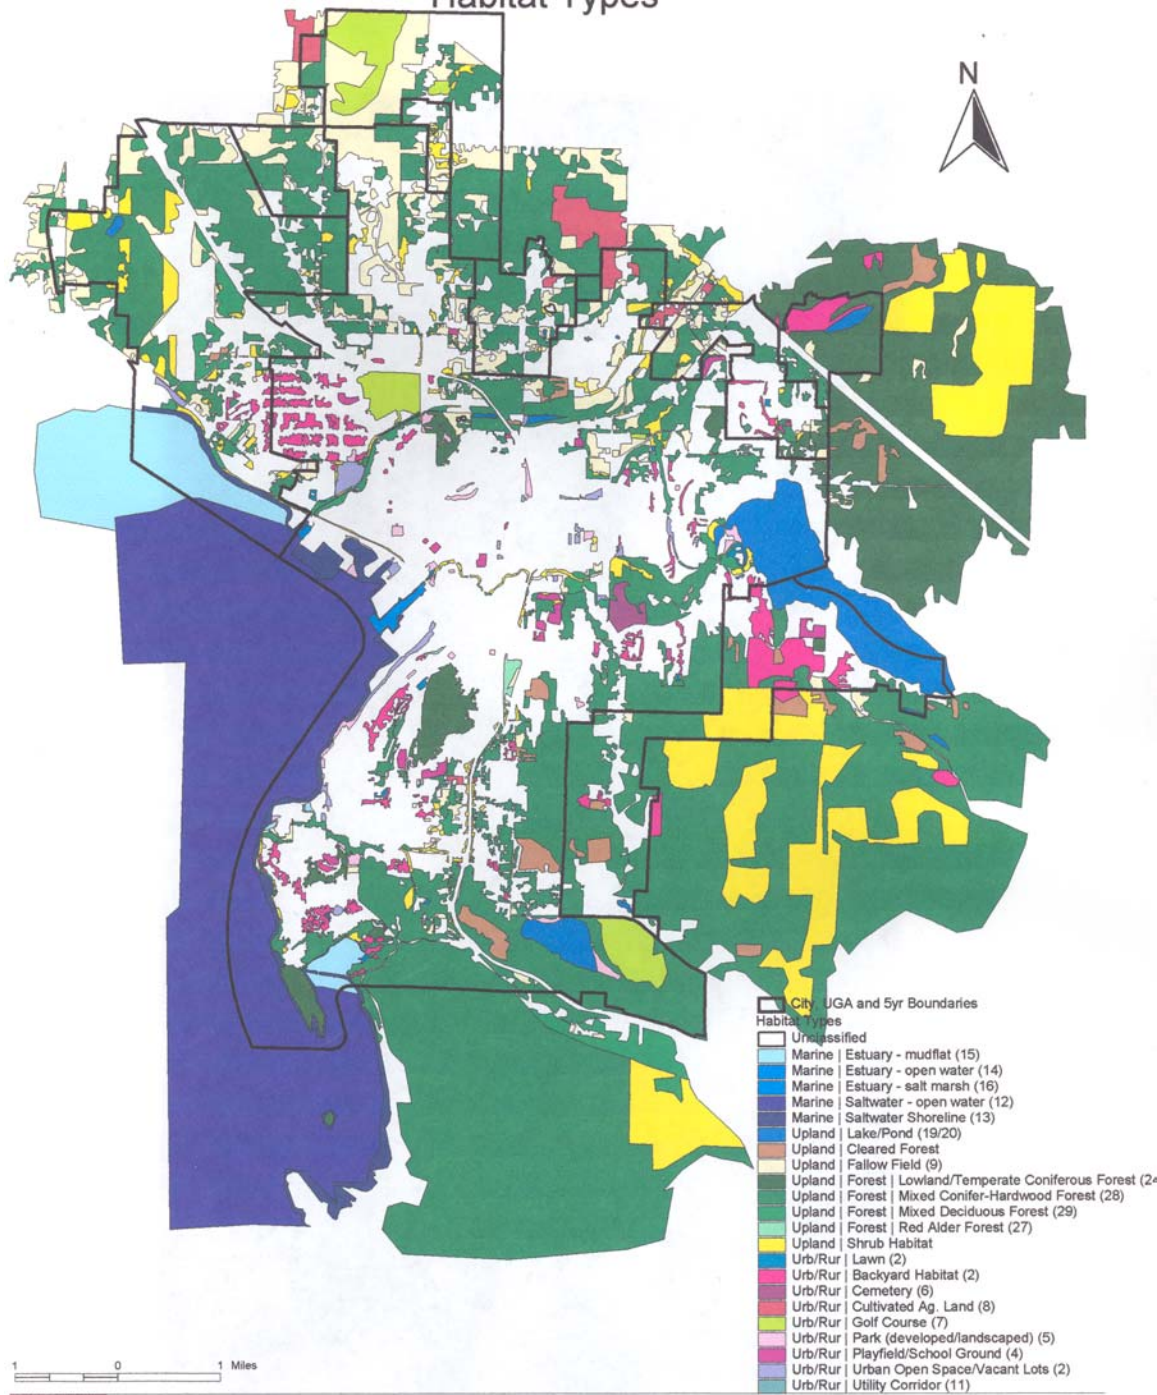 Habitat Types
N
City, UGA and 5yr Boundaries
Habitat Types
Unclassified
Marine | Estuary - mudflat (15)
Marine | Estuary - open water (14)
Marine | Estuary - salt marsh (16)
Marine | Saltwater - open water (12)
Marine | Saltwater Shoreline (13)
Upland | Lake/Pond (19/20)
Upland | Cleared Forest
Upland | Fallow Field (9)
Upland | Forest | Lowland/Temperate Coniferous Forest (24
Upland | Forest | Mixed Conifer-Hardwood Forest (28)
Upland | Forest | Mixed Deciduous Forest (29)
Upland | Forest | Red Alder Forest (27)
Upland | Shrub Habitat
Urb/Rur | Lawn (2)
Urb/Rur | Backyard Habitat (2)
Urb/Rur | Cemetery (6)
Urb/Rur | Cultivated Ag. Land (8)
Urb/Rur | Golf Course (7)
Urb/Rur | Park (developed/landscaped) (5)
Urb/Rur | Playfield/School Ground (4)
Urb/Rur | Urban Open Space/Vacant Lots (2)
Urb/Rur | Utility Corridor (11)
1 0 1 Miles